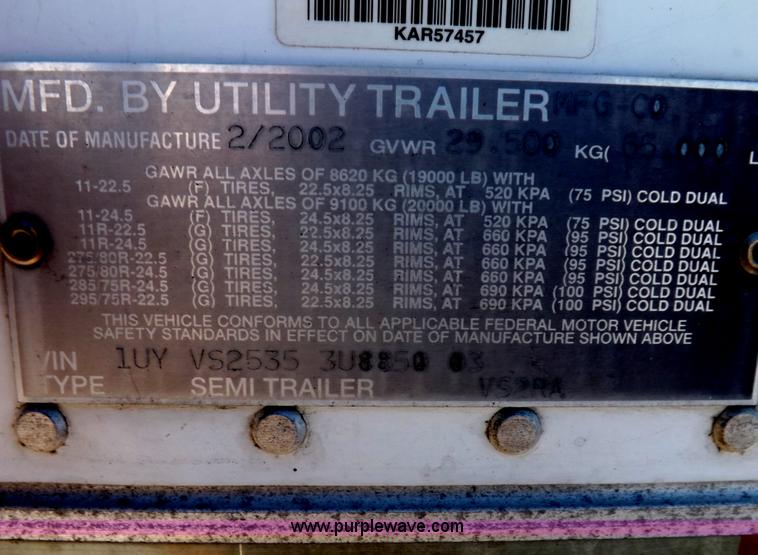 KAR57457
MFD. BY UTILITY TRAILER MFG-CO.
DATE OF MANUFACTURE 2/2002 GVWR 29.500 KG( 65.000 L
GAWR ALL AXLES OF 8620 KG (19000 LB) WITH
11-22.5 (F) TIRES, 22.5x8.25 RIMS, AT 520 KPA (75 PSI) COLD DUAL
GAWR ALL AXLES OF 9100 KG (20000 LB) WITH
11-24.5 (F) TIRES, 24.5x8.25 RIMS, AT 520 KPA (75 PSI) COLD DUAL
11R-22.5 (G) TIRES, 22.5x8.25 RIMS, AT 660 KPA (95 PSI) COLD DUAL
11R-24.5 (G) TIRES, 24.5x8.25 RIMS, AT 660 KPA (95 PSI) COLD DUAL
275/80R-22.5 (G) TIRES, 22.5x8.25 RIMS, AT 660 KPA (95 PSI) COLD DUAL
275/80R-24.5 (G) TIRES, 24.5x8.25 RIMS, AT 660 KPA (95 PSI) COLD DUAL
285/75R-24.5 (G) TIRES, 24.5x8.25 RIMS, AT 690 KPA (100 PSI) COLD DUAL
295/75R-22.5 (G) TIRES, 22.5x8.25 RIMS, AT 690 KPA (100 PSI) COLD DUAL
THIS VEHICLE CONFORMS TO ALL APPLICABLE FEDERAL MOTOR VEHICLE
SAFETY STANDARDS IN EFFECT ON DATE OF MANUFACTURE SHOWN ABOVE
VIN 1UY VS2535
TYPE SEMI TRAILER VS2RA
www.purplewave.com